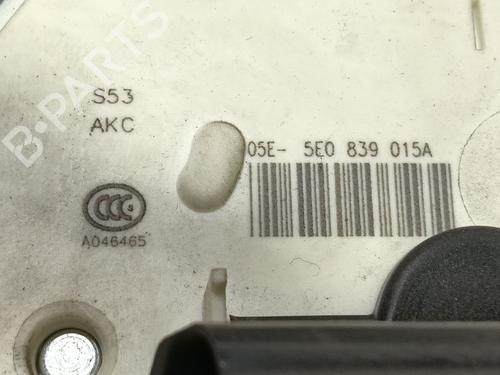 B-PARTS
S53
AKC
05E- 5E0 839 015A
CCC S
A046465